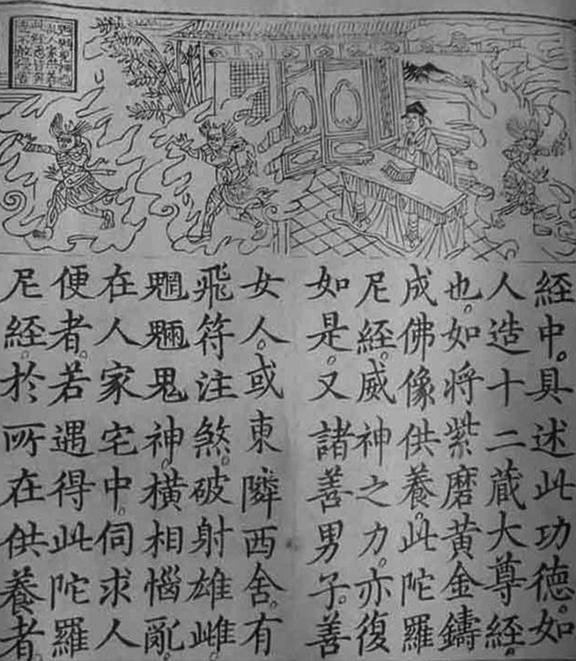 經中。具述此功德。如
人造十二藏大尊經。
也。如將紫磨黃金鑄
成佛像供養。此陀羅
尼經。威神之力。亦復
如是。又諸善男子。善
女人。或東隣西舍。有
飛符注煞。破射雄雌
魍魎鬼神。橫相惱亂。
在人家宅中。伺求人
便者。若遇得此陀羅
尼經。於所在供養者。